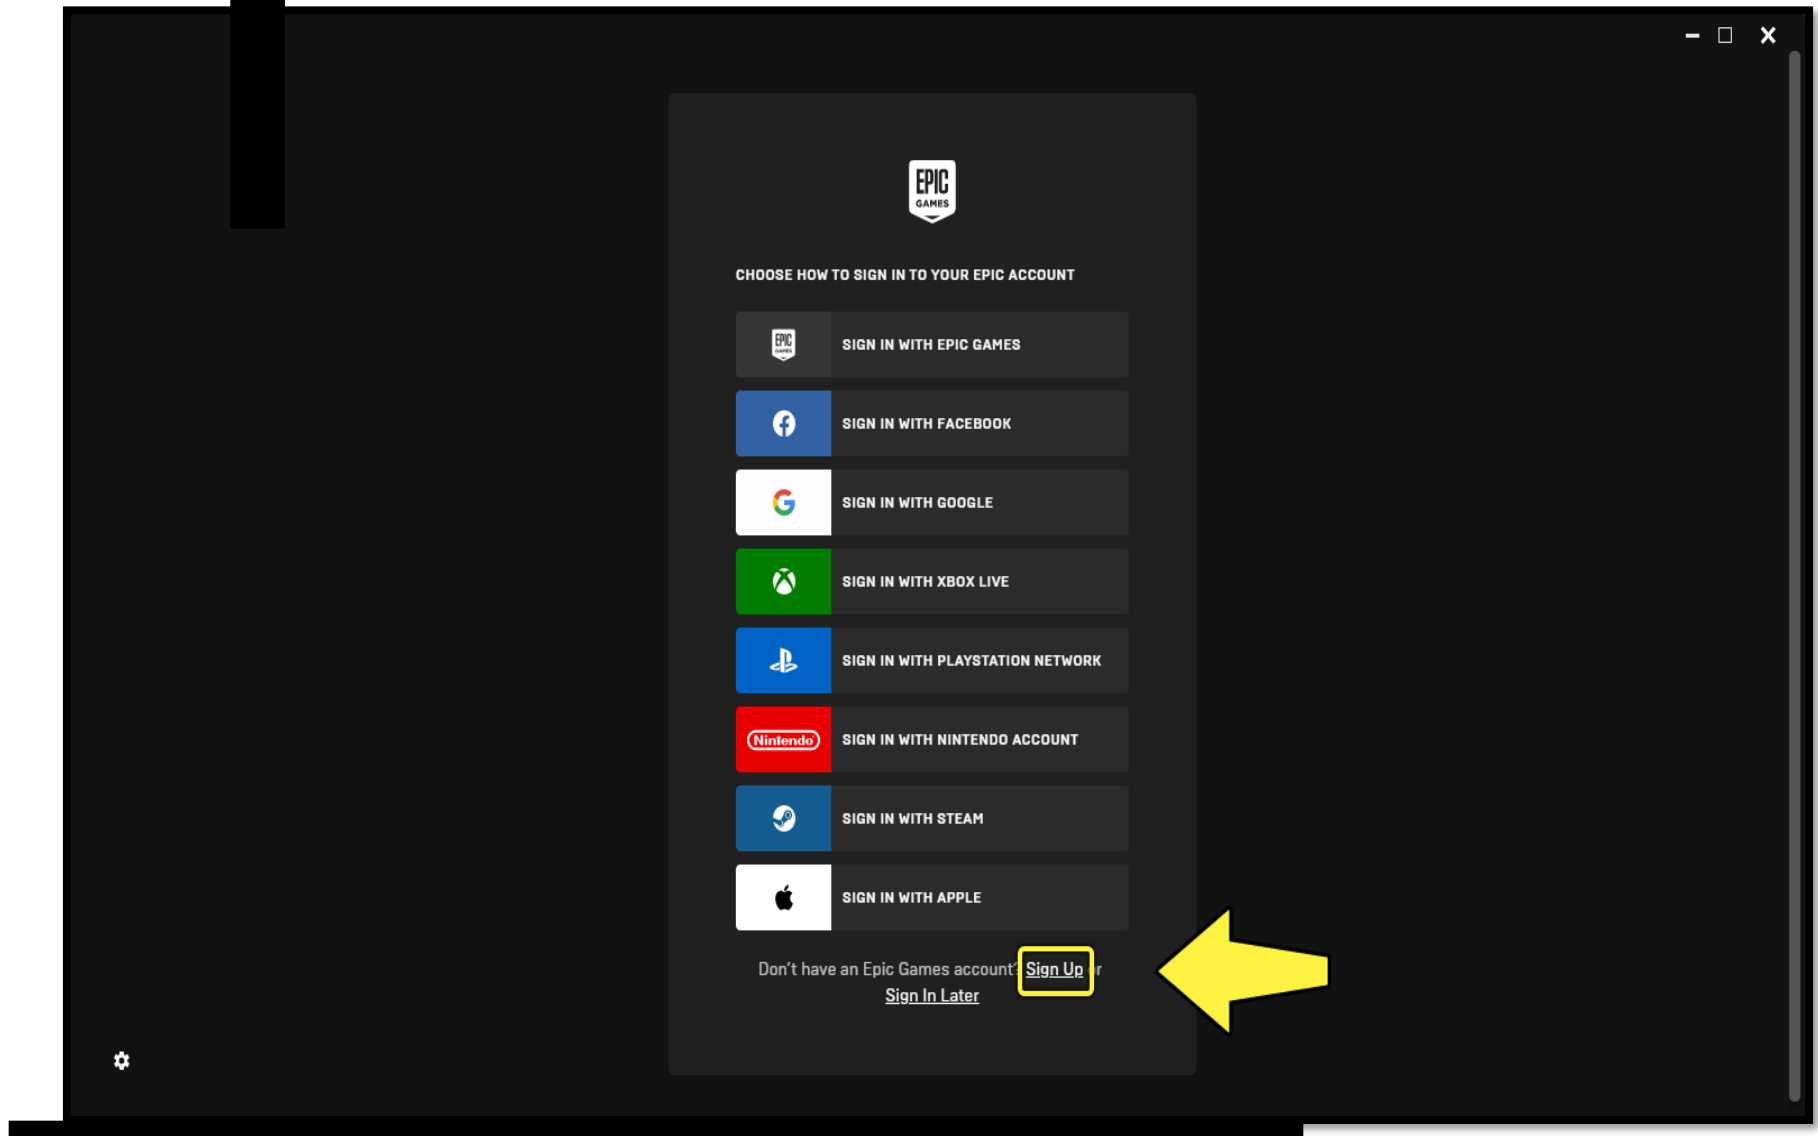 EPIC
GAMES
CHOOSE HOW TO SIGN IN TO YOUR EPIC ACCOUNT
EPIC
GAMES
SIGN IN WITH EPIC GAMES
SIGN IN WITH FACEBOOK
SIGN IN WITH GOOGLE
SIGN IN WITH XBOX LIVE
SIGN IN WITH PLAYSTATION NETWORK
Nintendo
SIGN IN WITH NINTENDO ACCOUNT
SIGN IN WITH STEAM
SIGN IN WITH APPLE
Don't have an Epic Games account? Sign Up or
Sign In Later